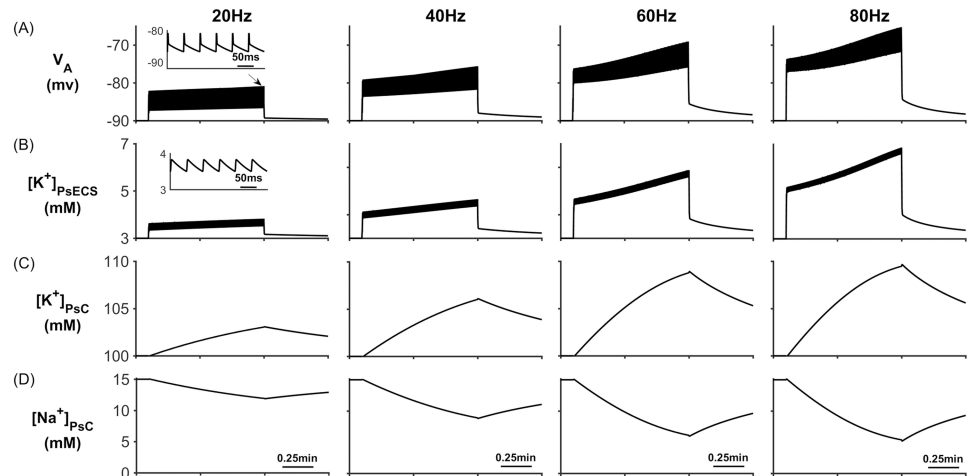 20Hz 40Hz 60Hz 80Hz
(A)
V_A
(mv)
-70
-80
-90
-80
-90
50ms
(B)
[K⁺]_PsECS
(mM)
7
5
3
4
3
50ms
(C)
[K⁺]_PsC
(mM)
110
105
100
(D)
[Na⁺]_PsC
(mM)
15
10
5
0
0.25min 0.25min 0.25min 0.25min